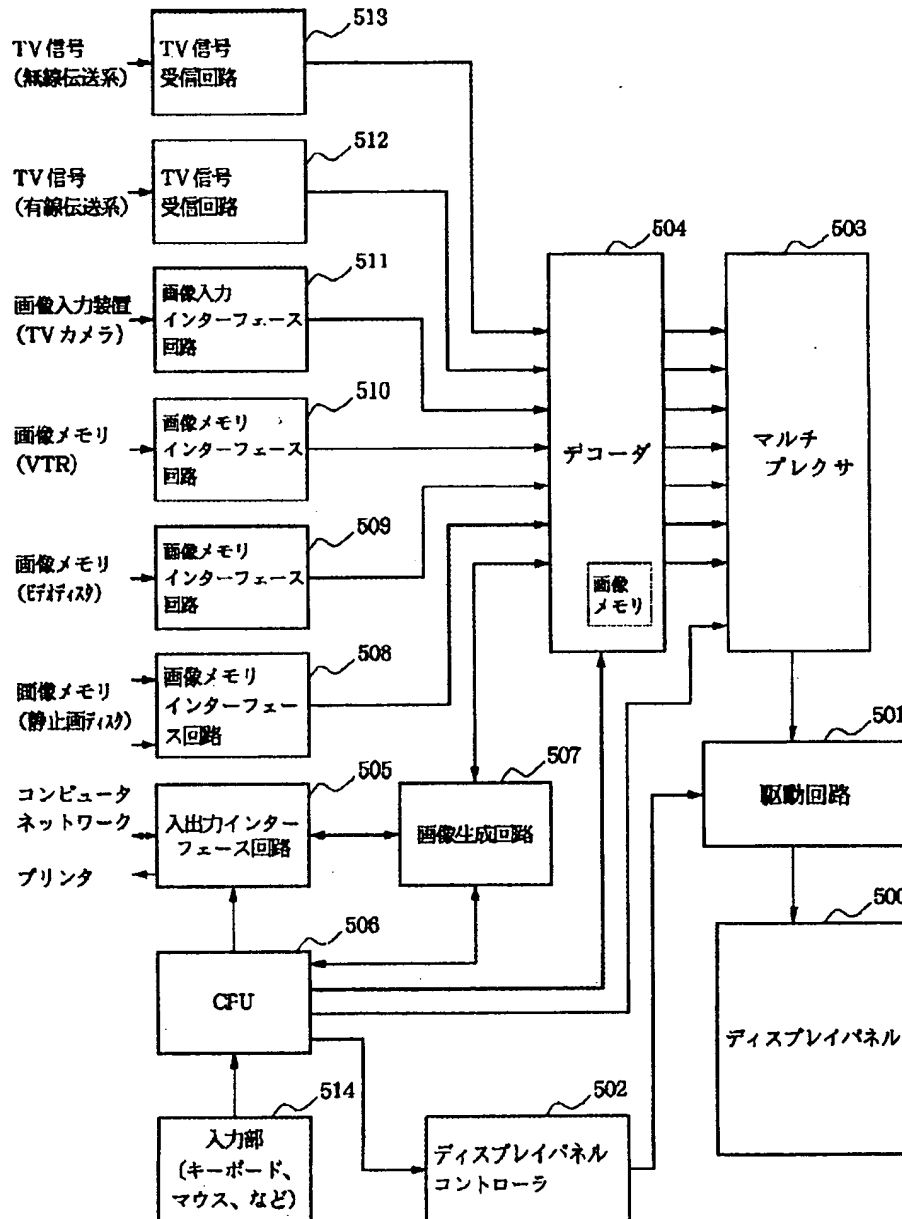 513
TV信号
(無線伝送系)
TV信号
受信回路
512
TV信号
(有線伝送系)
TV信号
受信回路
511
画像入力装置
(TVカメラ)
画像入力
インターフェース
回路
510
画像メモリ
(VTR)
画像メモリ
インターフェース
回路
509
画像メモリ
(ビデオディスク)
画像メモリ
インターフェース
回路
508
画像メモリ
(静止画ディスク)
画像メモリ
インターフェー
ス回路
504
デコーダ
画像
メモリ
503
マルチ
プレクサ
505
コンピュータ
ネットワーク
プリンタ
入出力インター
フェース回路
507
画像生成回路
501
駆動回路
506
CPU
500
ディスプレイパネル
514
入力部
(キーボード、
マウス、など)
502
ディスプレイパネル
コントローラ